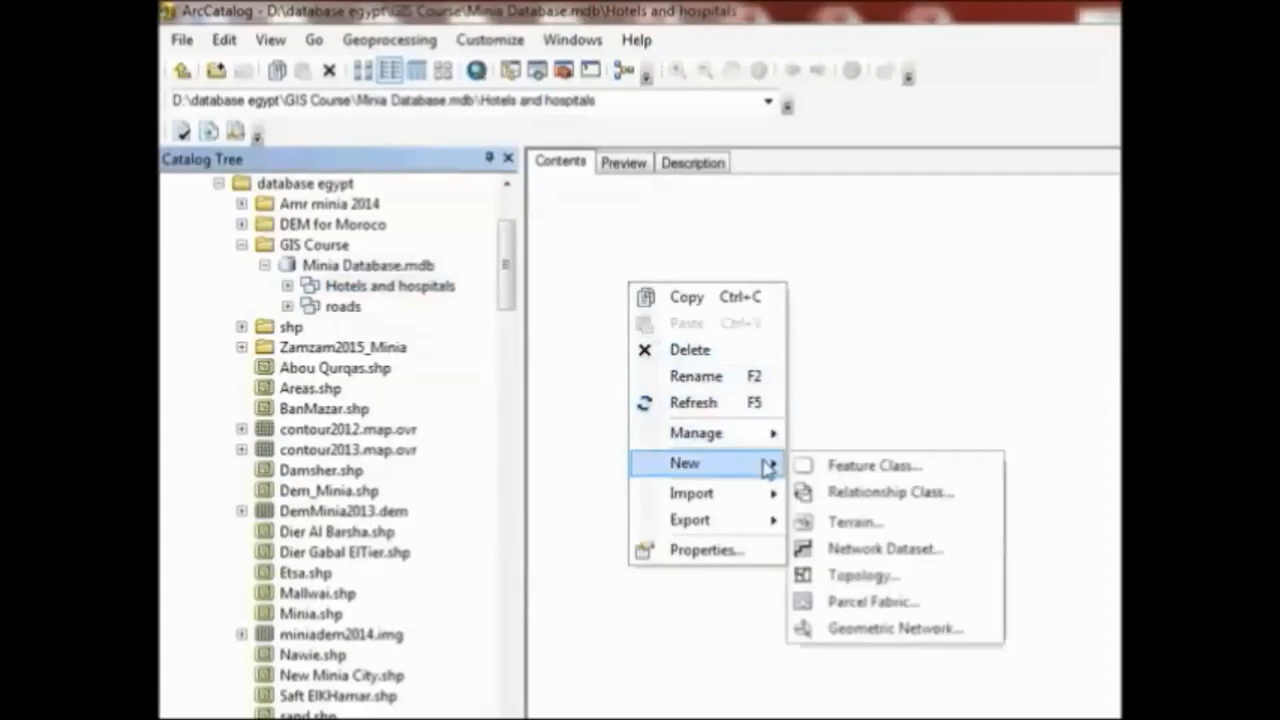 ArcCatalog - D:\database egypt\GIS Course\Minia Database.mdb\Hotels and hospitals
File Edit View Go Geoprocessing Customize Windows Help
D:\database egypt\GIS Course\Minia Database.mdb\Hotels and hospitals
Catalog Tree
database egypt
Amr minia 2014
DEM for Moroco
GIS Course
Minia Database.mdb
Hotels and hospitals
roads
shp
Zamzam2015_Minia
Abou Qurqas.shp
Areas.shp
BanMazar.shp
contour2012.map.ovr
contour2013.map.ovr
Damsher.shp
Dem_Minia.shp
DemMinia2013.dem
Dier Al Barsha.shp
Dier Gabal ElTier.shp
Etsa.shp
Mallwai.shp
Minia.shp
miniadem2014.img
Nawie.shp
New Minia City.shp
Saft ElKHamar.shp
sand.shp
Contents Preview Description
Copy Ctrl+C
Paste Ctrl+V
Delete
Rename F2
Refresh F5
Manage
New
Import
Export
Properties...
Feature Class...
Relationship Class...
Terrain...
Network Dataset...
Topology...
Parcel Fabric...
Geometric Network...